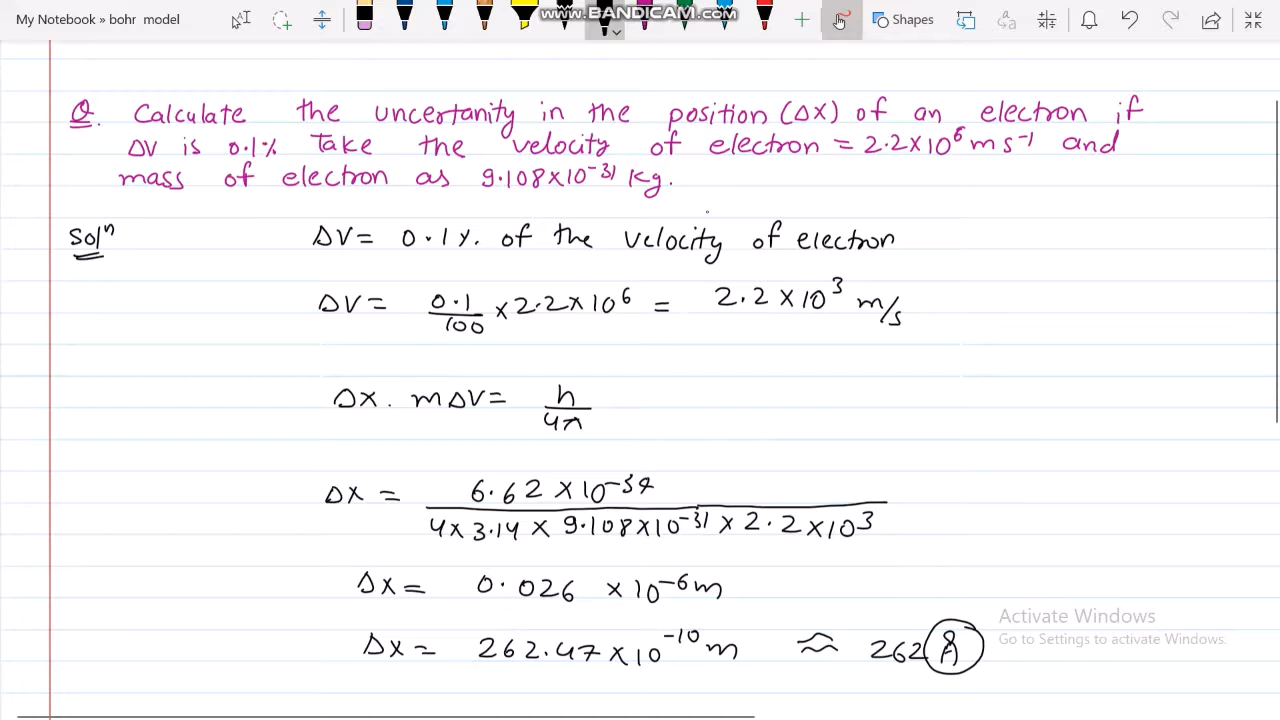 My Notebook » bohr model
www.BANDICAM.com
Shapes
Q. Calculate the uncertanity in the position (ΔX) of an electron if
ΔV is 0.1% Take the velocity of electron = 2.2×10⁶ m s⁻¹ and
mass of electron as 9.108×10⁻³¹ Kg.
Solⁿ
ΔV = 0.1 %. of the velocity of electron
ΔV = 0.1/100 × 2.2×10⁶ = 2.2×10³ m/s
ΔX . mΔV = h/4π
ΔX = 6.62×10⁻³⁴ / 4×3.14×9.108×10⁻³¹×2.2×10³
ΔX = 0.026 ×10⁻⁶m
ΔX = 262.47×10⁻¹⁰m ≈ 262 Å
Activate Windows
Go to Settings to activate Windows.